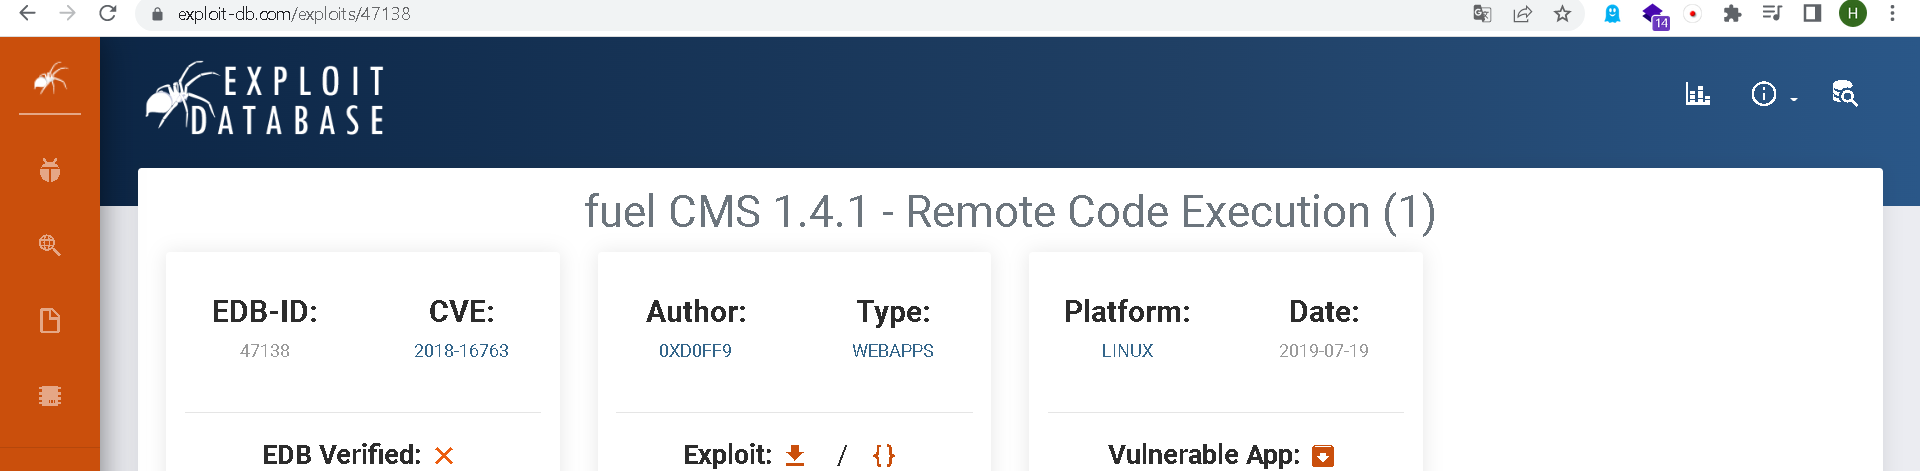 exploit-db.com/exploits/47138
14
H
EXPLOIT
DATABASE
fuel CMS 1.4.1 - Remote Code Execution (1)
EDB-ID:
47138
CVE:
2018-16763
Author:
0XD0FF9
Type:
WEBAPPS
Platform:
LINUX
Date:
2019-07-19
EDB Verified:
Exploit: / {}
Vulnerable App: